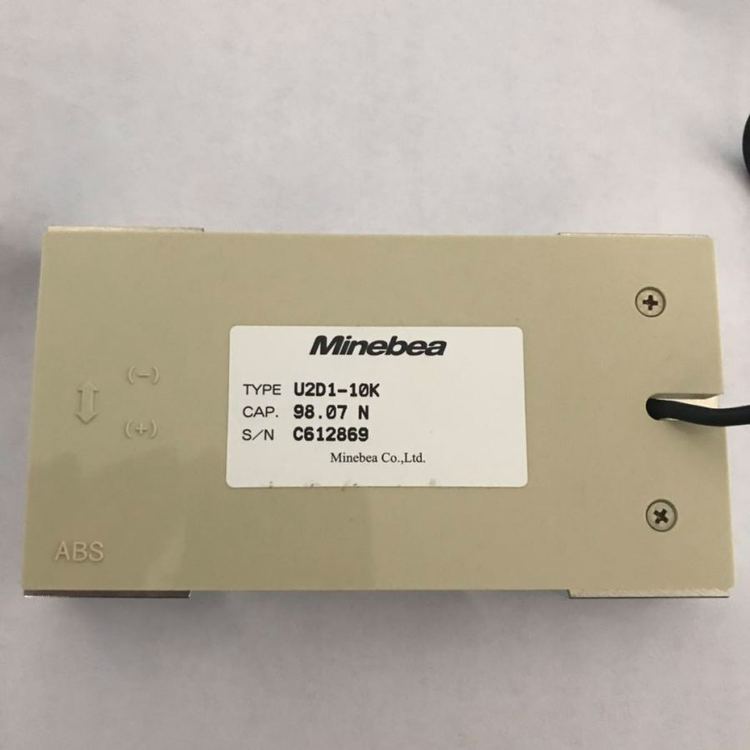 Minebea
TYPE U2D1-10K
CAP. 98.07 N
S/N C612869
Minebea Co.,Ltd.
(-)
(+)
ABS